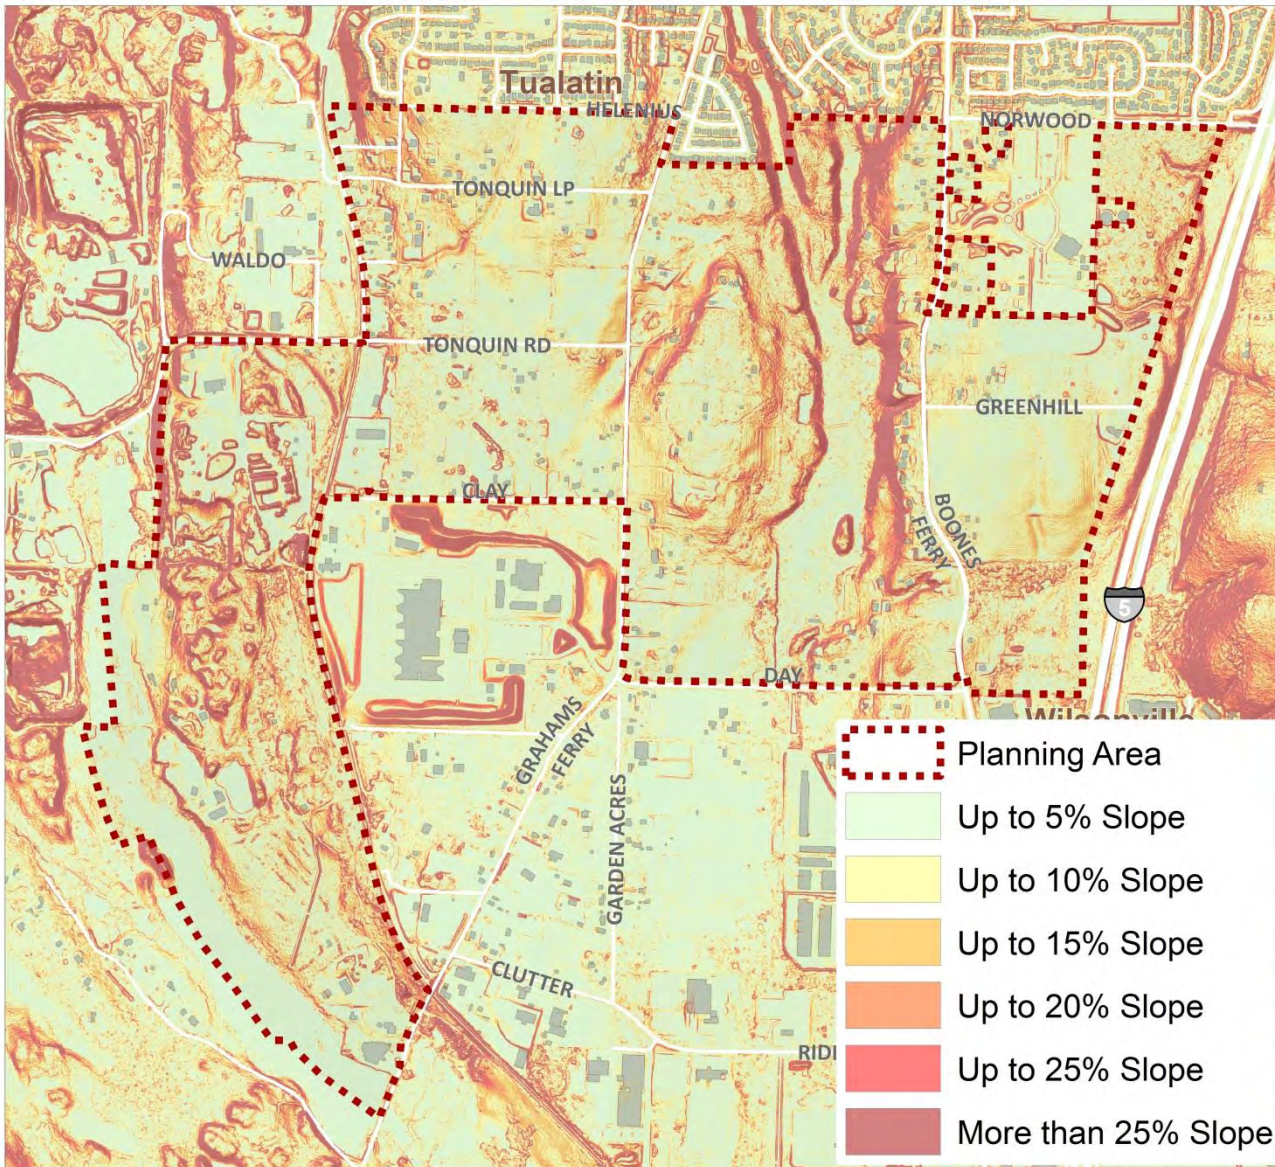 Tualatin
HELENIUS
NORWOOD
TONQUIN LP
WALDO
TONQUIN RD
GREENHILL
CLAY
BOONES
FERRY
5
DAY
Wilsonville
GRAHAMS
FERRY
GARDEN ACRES
CLUTTER
RIDE
Planning Area
Up to 5% Slope
Up to 10% Slope
Up to 15% Slope
Up to 20% Slope
Up to 25% Slope
More than 25% Slope